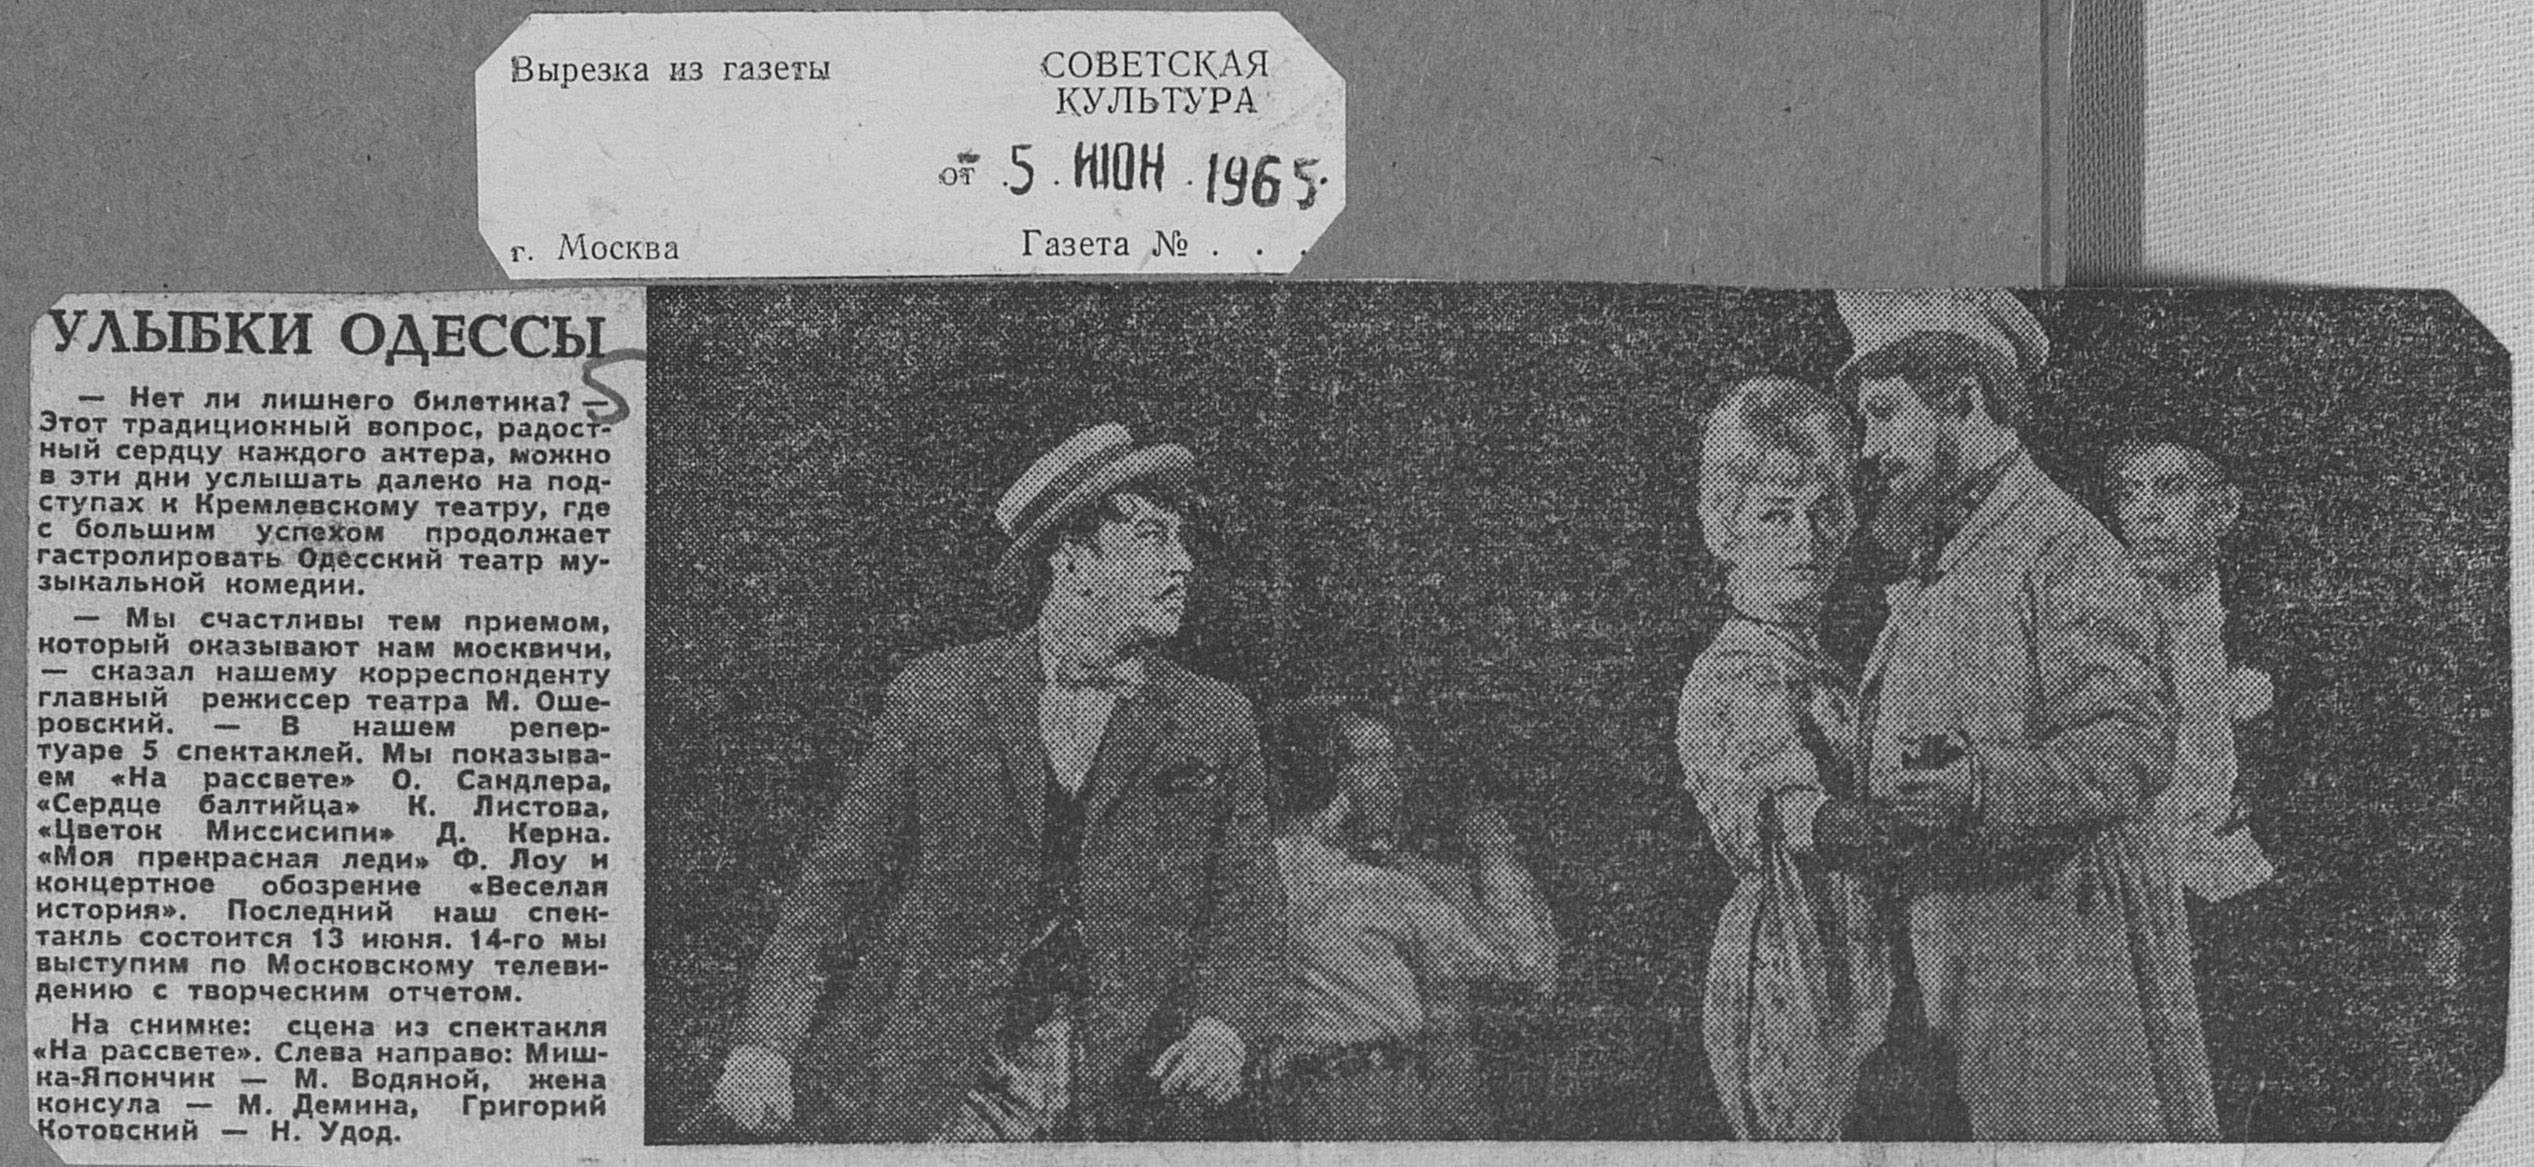 Вырезка из газеты
СОВЕТСКАЯ
КУЛЬТУРА
от 5 ИЮН 1965
г. Москва
Газета № . . .
УЛЫБКИ ОДЕССЫ
5
— Нет ли лишнего билетика? —
Этот традиционный вопрос, радост-
ный сердцу каждого актера, можно
в эти дни услышать далеко на под-
ступах к Кремлевскому театру, где
с большим успехом продолжает
гастролировать Одесский театр му-
зыкальной комедии.
— Мы счастливы тем приемом,
который оказывают нам москвичи,
— сказал нашему корреспонденту
главный режиссер театра М. Оше-
ровский. — В нашем репер-
туаре 5 спектаклей. Мы показыва-
ем «На рассвете» О. Сандлера,
«Сердце балтийца» К. Листова,
«Цветок Миссисипи» Д. Керна.
«Моя прекрасная леди» Ф. Лоу и
концертное обозрение «Веселая
история». Последний наш спек-
такль состоится 13 июня. 14-го мы
выступим по Московскому телеви-
дению с творческим отчетом.
На снимке: сцена из спектакля
«На рассвете». Слева направо: Миш-
ка-Япончик — М. Водяной, жена
консула — М. Демина, Григорий
Котовский — Н. Удод.